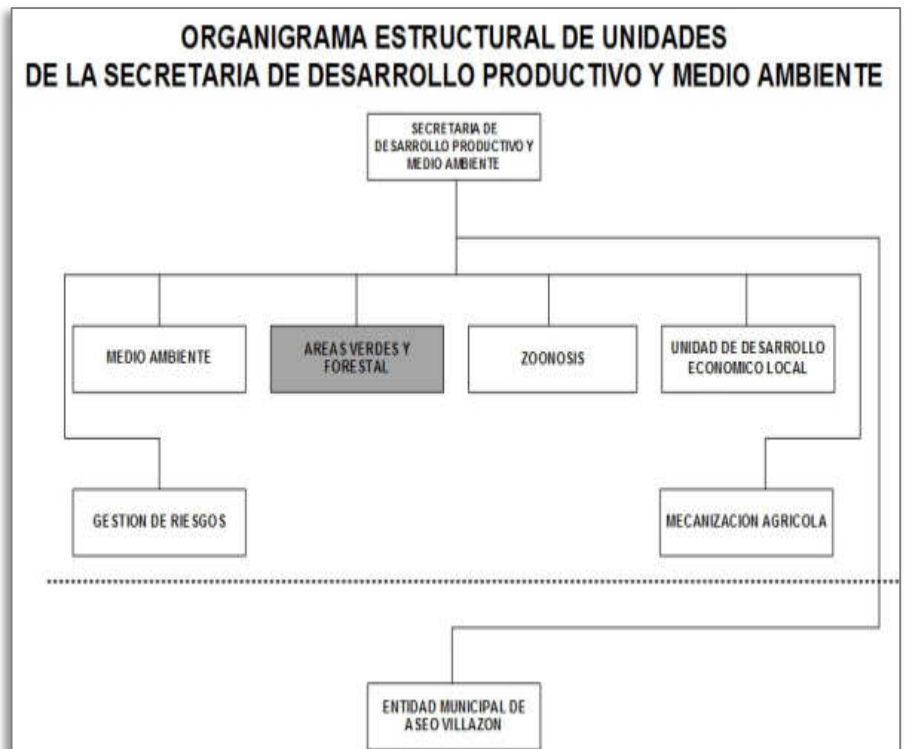 ORGANIGRAMA ESTRUCTURAL DE UNIDADES
DE LA SECRETARIA DE DESARROLLO PRODUCTIVO Y MEDIO AMBIENTE
SECRETARIA DE
DESARROLLO PRODUCTIVO Y
MEDIO AMBIENTE
MEDIO AMBIENTE
AREAS VERDES Y
FORESTAL
ZOONOSIS
UNIDAD DE DESARROLLO
ECONOMICO LOCAL
GESTION DE RIESGOS
MECANIZACION AGRICOLA
ENTIDAD MUNICIPAL DE
ASEO VILLAZON